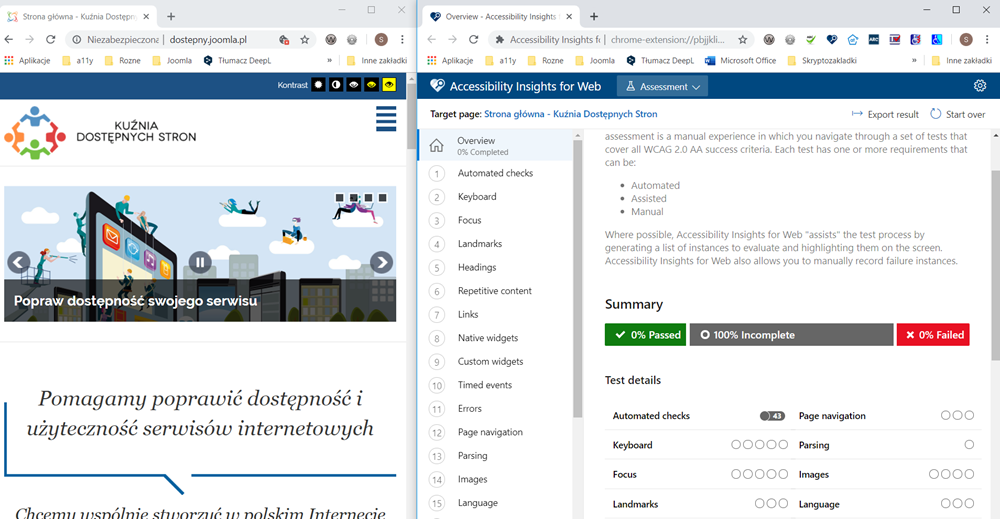 Strona główna - Kuźnia Dostępn
Niezabezpieczona
dostepny.joomla.pl
Aplikacje
a11y
Rozne
Joomla
Tłumacz DeepL
Inne zakładki
Kontrast
KUŹNIA
DOSTĘPNYCH STRON
Popraw dostępność swojego serwisu
Pomagamy poprawić dostępność i
użyteczność serwisów internetowych
Chcemy wspólnie stworzyć w polskim Internecie
Overview - Accessibility Insights f
Accessibility Insights f
chrome-extension://pbjjkli...
S
Aplikacje
a11y
Rozne
Joomla
Tłumacz DeepL
Microsoft Office
Skryptozakładki
Inne zakładki
Accessibility Insights for Web
Assessment
Target page: Strona główna - Kuźnia Dostępnych Stron
Export result
Start over
Overview
0% Completed
1 Automated checks
2 Keyboard
3 Focus
4 Landmarks
5 Headings
6 Repetitive content
7 Links
8 Native widgets
9 Custom widgets
10 Timed events
11 Errors
12 Page navigation
13 Parsing
14 Images
15 Language
assessment is a manual experience in which you navigate through a set of tests that
cover all WCAG 2.0 AA success criteria. Each test has one or more requirements that
can be:
• Automated
• Assisted
• Manual
Where possible, Accessibility Insights for Web "assists" the test process by
generating a list of instances to evaluate and highlighting them on the screen.
Accessibility Insights for Web also allows you to manually record failure instances.
Summary
0% Passed
100% Incomplete
0% Failed
Test details
Automated checks 43
Page navigation
Keyboard
Parsing
Focus
Images
Landmarks
Language